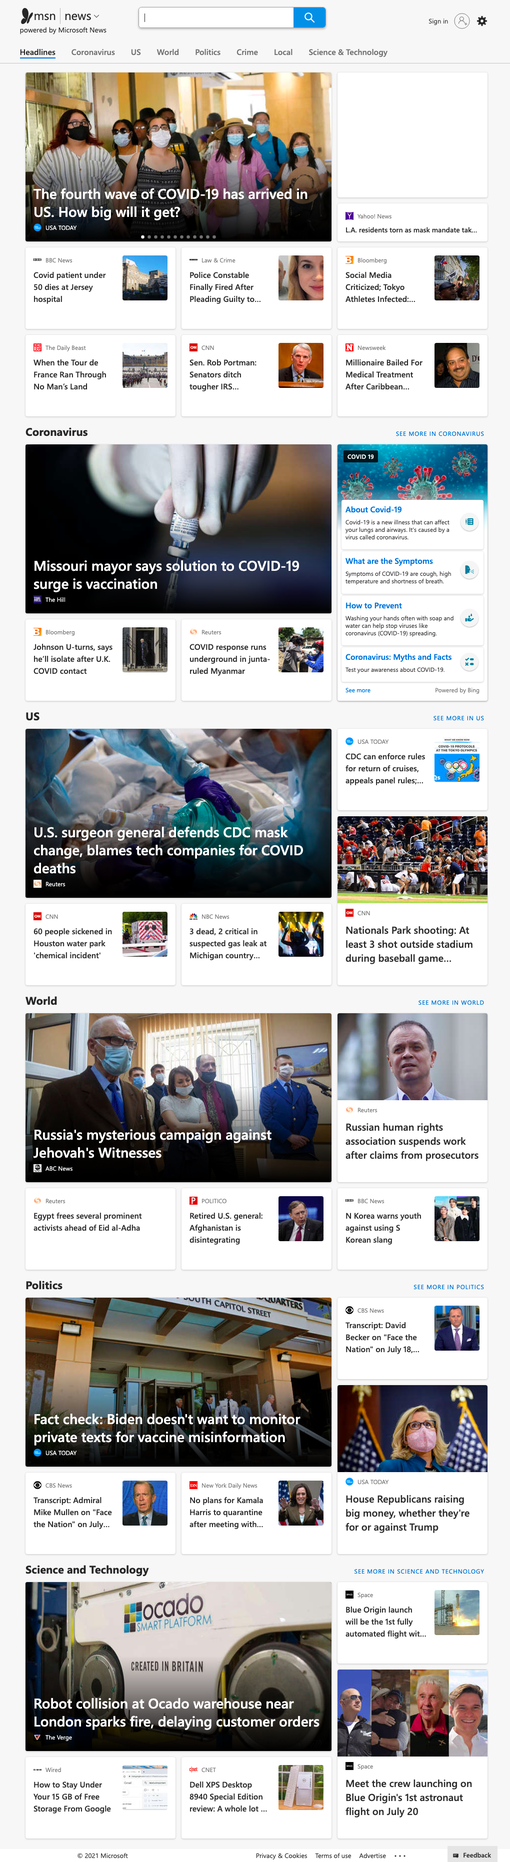 msn | news
powered by Microsoft News
Sign in
Headlines Coronavirus US World Politics Crime Local Science & Technology
The fourth wave of COVID-19 has arrived in
US. How big will it get?
USA TODAY
Yahoo! News
L.A. residents torn as mask mandate tak...
BBC News
Covid patient under
50 dies at Jersey
hospital
Law & Crime
Police Constable
Finally Fired After
Pleading Guilty to...
Bloomberg
Social Media
Criticized; Tokyo
Athletes Infected:...
The Daily Beast
When the Tour de
France Ran Through
No Man's Land
CNN
Sen. Rob Portman:
Senators ditch
tougher IRS...
Newsweek
Millionaire Bailed For
Medical Treatment
After Caribbean...
Coronavirus
SEE MORE IN CORONAVIRUS
Missouri mayor says solution to COVID-19
surge is vaccination
The Hill
COVID 19
About Covid-19
Covid-19 is a new illness that can affect
your lungs and airways. It's caused by a
virus called coronavirus.
What are the Symptoms
Symptoms of COVID-19 are cough, high
temperature and shortness of breath.
How to Prevent
Washing your hands often with soap and
water can help stop viruses like
coronavirus (COVID-19) spreading.
Coronavirus: Myths and Facts
Test your awareness about COVID-19.
See more
Powered by Bing
Bloomberg
Johnson U-turns, says
he'll isolate after U.K.
COVID contact
Reuters
COVID response runs
underground in junta-
ruled Myanmar
US
SEE MORE IN US
U.S. surgeon general defends CDC mask
change, blames tech companies for COVID
deaths
Reuters
USA TODAY
CDC can enforce rules
for return of cruises,
appeals panel rules;...
COVID-19 PROTOCOLS
AT THE TOKYO OLYMPICS
CNN
Nationals Park shooting: At
least 3 shot outside stadium
during baseball game...
CNN
60 people sickened in
Houston water park
'chemical incident'
NBC News
3 dead, 2 critical in
suspected gas leak at
Michigan country...
World
SEE MORE IN WORLD
Russia's mysterious campaign against
Jehovah's Witnesses
ABC News
Reuters
Russian human rights
association suspends work
after claims from prosecutors
Reuters
Egypt frees several prominent
activists ahead of Eid al-Adha
POLITICO
Retired U.S. general:
Afghanistan is
disintegrating
BBC News
N Korea warns youth
against using S
Korean slang
Politics
SEE MORE IN POLITICS
SOUTH CAPITOL STREET
Fact check: Biden doesn't want to monitor
private texts for vaccine misinformation
USA TODAY
CBS News
Transcript: David
Becker on "Face the
Nation" on July 18,...
USA TODAY
House Republicans raising
big money, whether they're
for or against Trump
CBS News
Transcript: Admiral
Mike Mullen on "Face
the Nation" on July...
New York Daily News
No plans for Kamala
Harris to quarantine
after meeting with...
Science and Technology
SEE MORE IN SCIENCE AND TECHNOLOGY
ocado
SMART PLATFORM
CREATED IN BRITAIN
Robot collision at Ocado warehouse near
London sparks fire, delaying customer orders
The Verge
Space
Blue Origin launch
will be the 1st fully
automated flight wit...
Space
Meet the crew launching on
Blue Origin's 1st astronaut
flight on July 20
Wired
How to Stay Under
Your 15 GB of Free
Storage From Google
CNET
Dell XPS Desktop
8940 Special Edition
review: A whole lot ...
© 2021 Microsoft
Privacy & Cookies Terms of use Advertise ...
Feedback